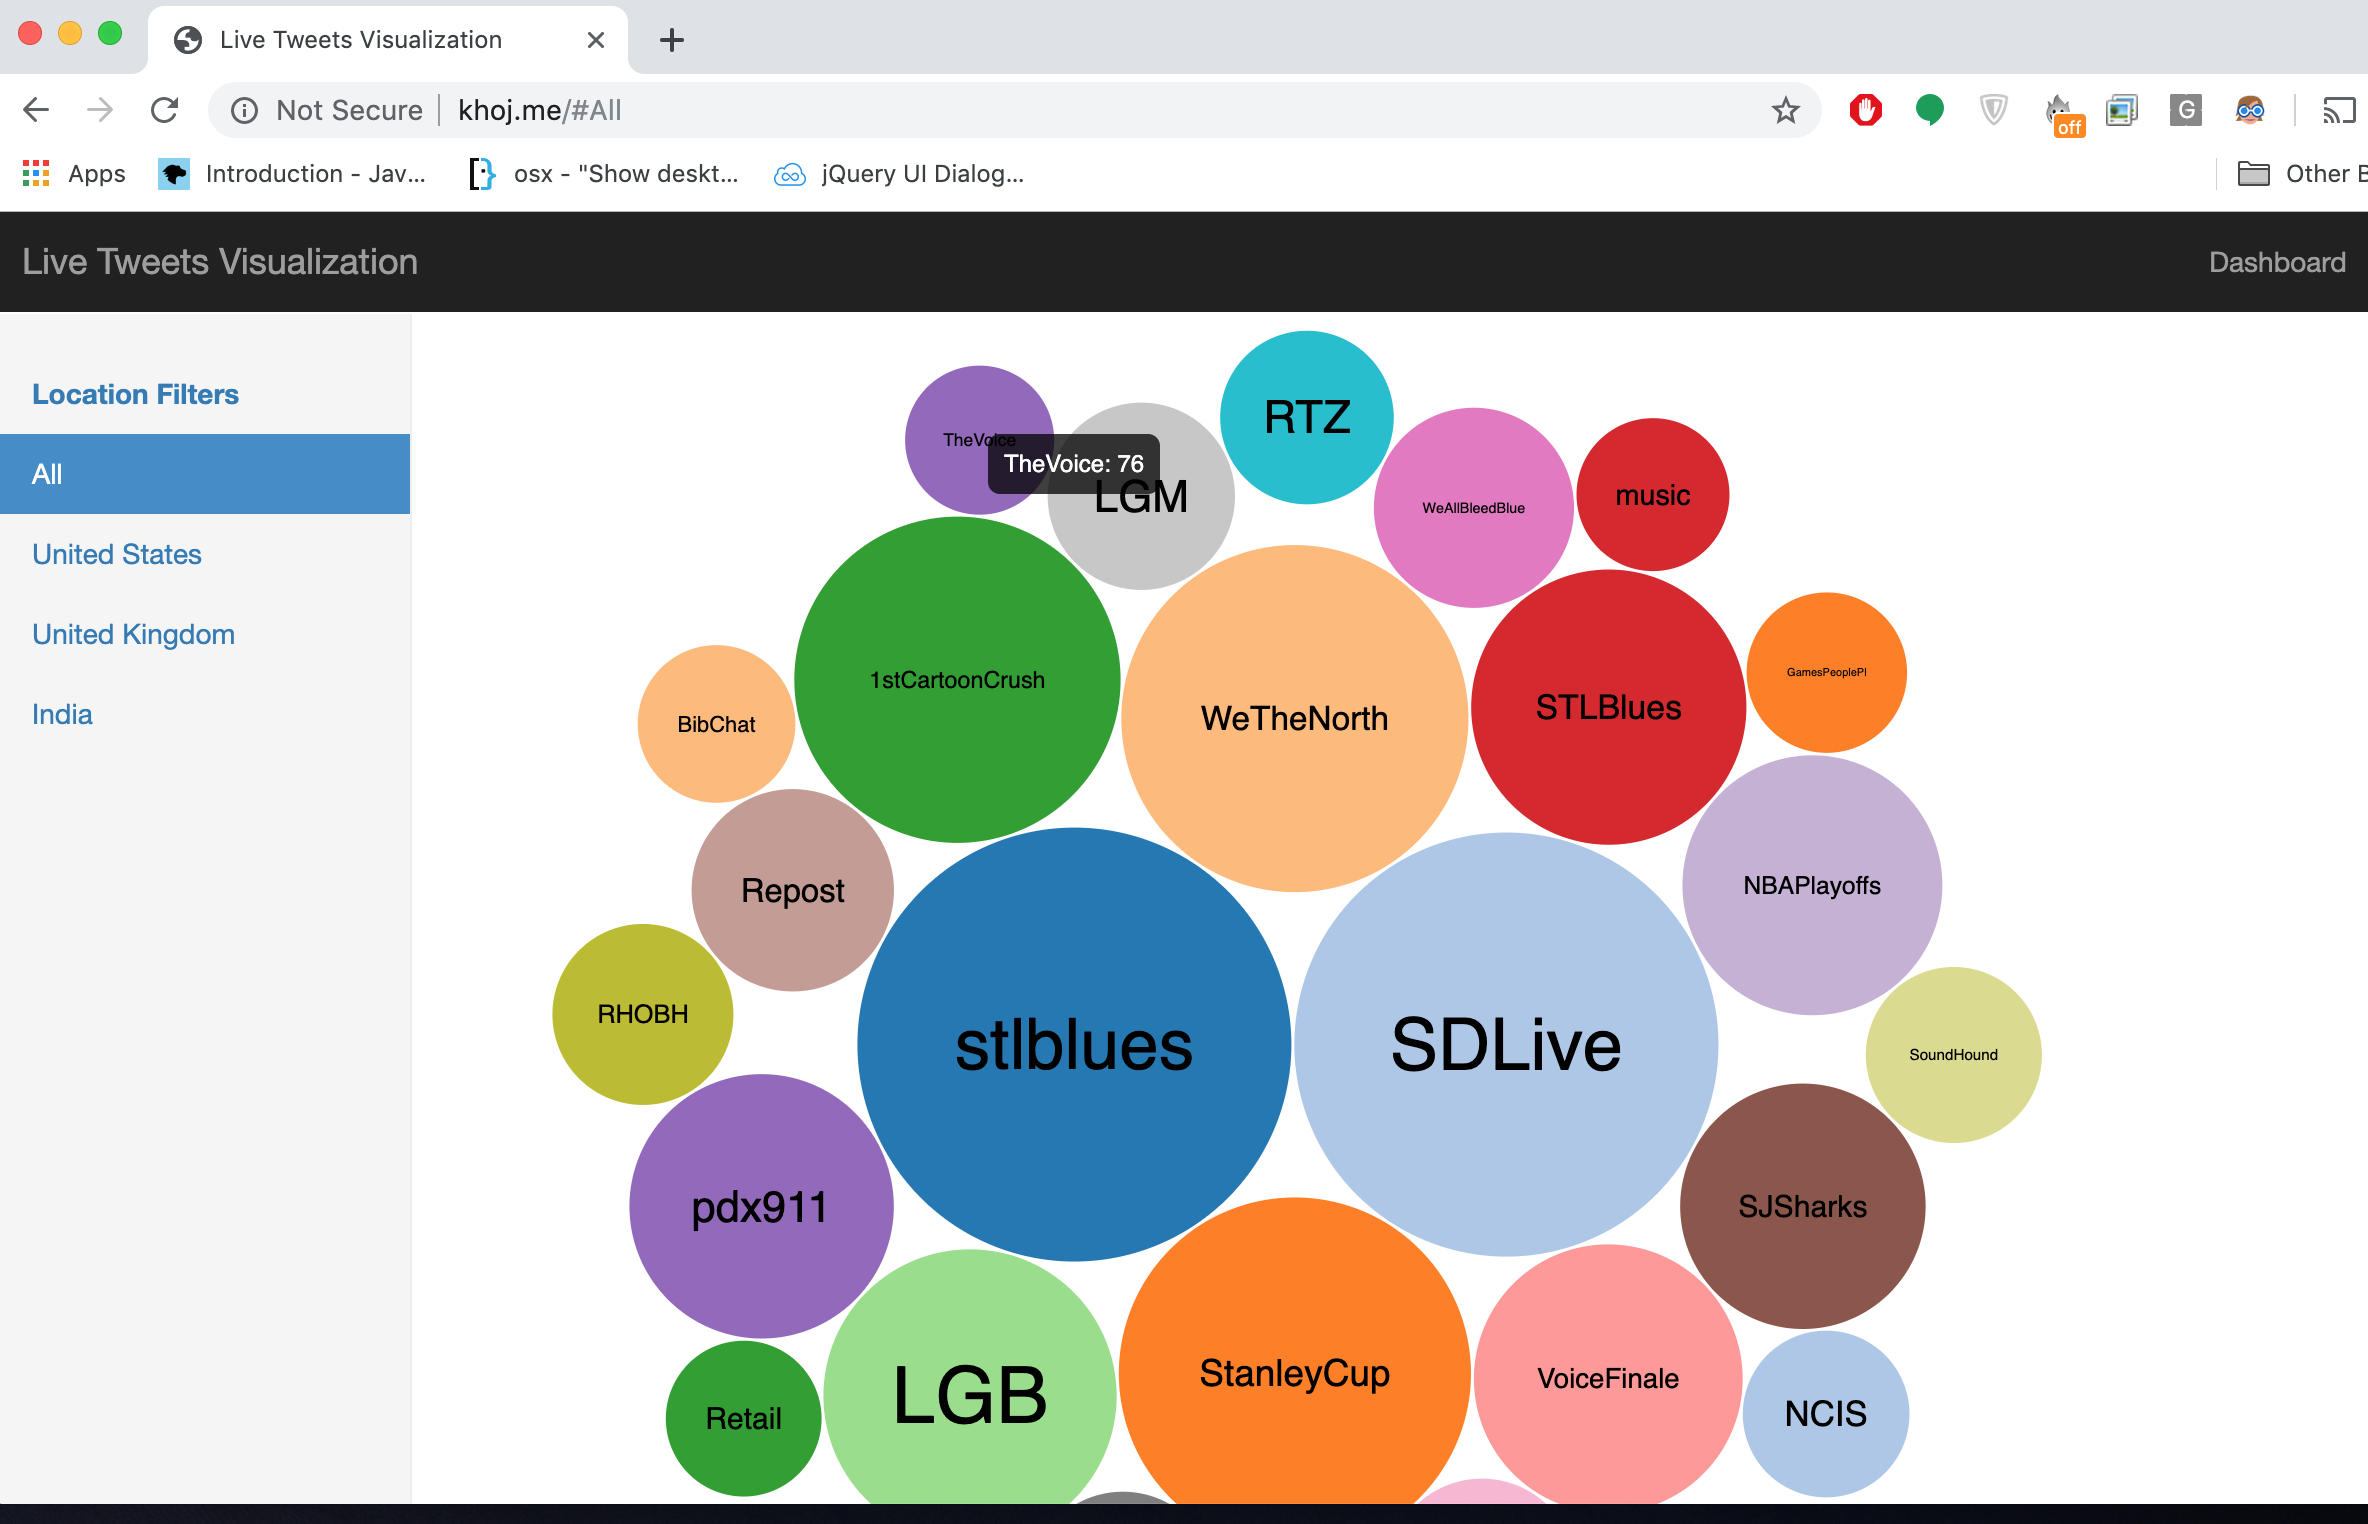 Live Tweets Visualization
Not Secure khoj.me/#All
off
G
Apps Introduction - Jav... osx - "Show deskt... jQuery UI Dialog... Other B
Live Tweets Visualization Dashboard
Location Filters
All
United States
United Kingdom
India
RTZ
TheVoice
TheVoice: 76
LGM
WeAllBleedBlue
music
1stCartoonCrush
WeTheNorth
STLBlues
GamesPeoplePl
BibChat
Repost
NBAPlayoffs
RHOBH
stlblues
SDLive
SoundHound
pdx911
SJSharks
LGB
StanleyCup
VoiceFinale
NCIS
Retail